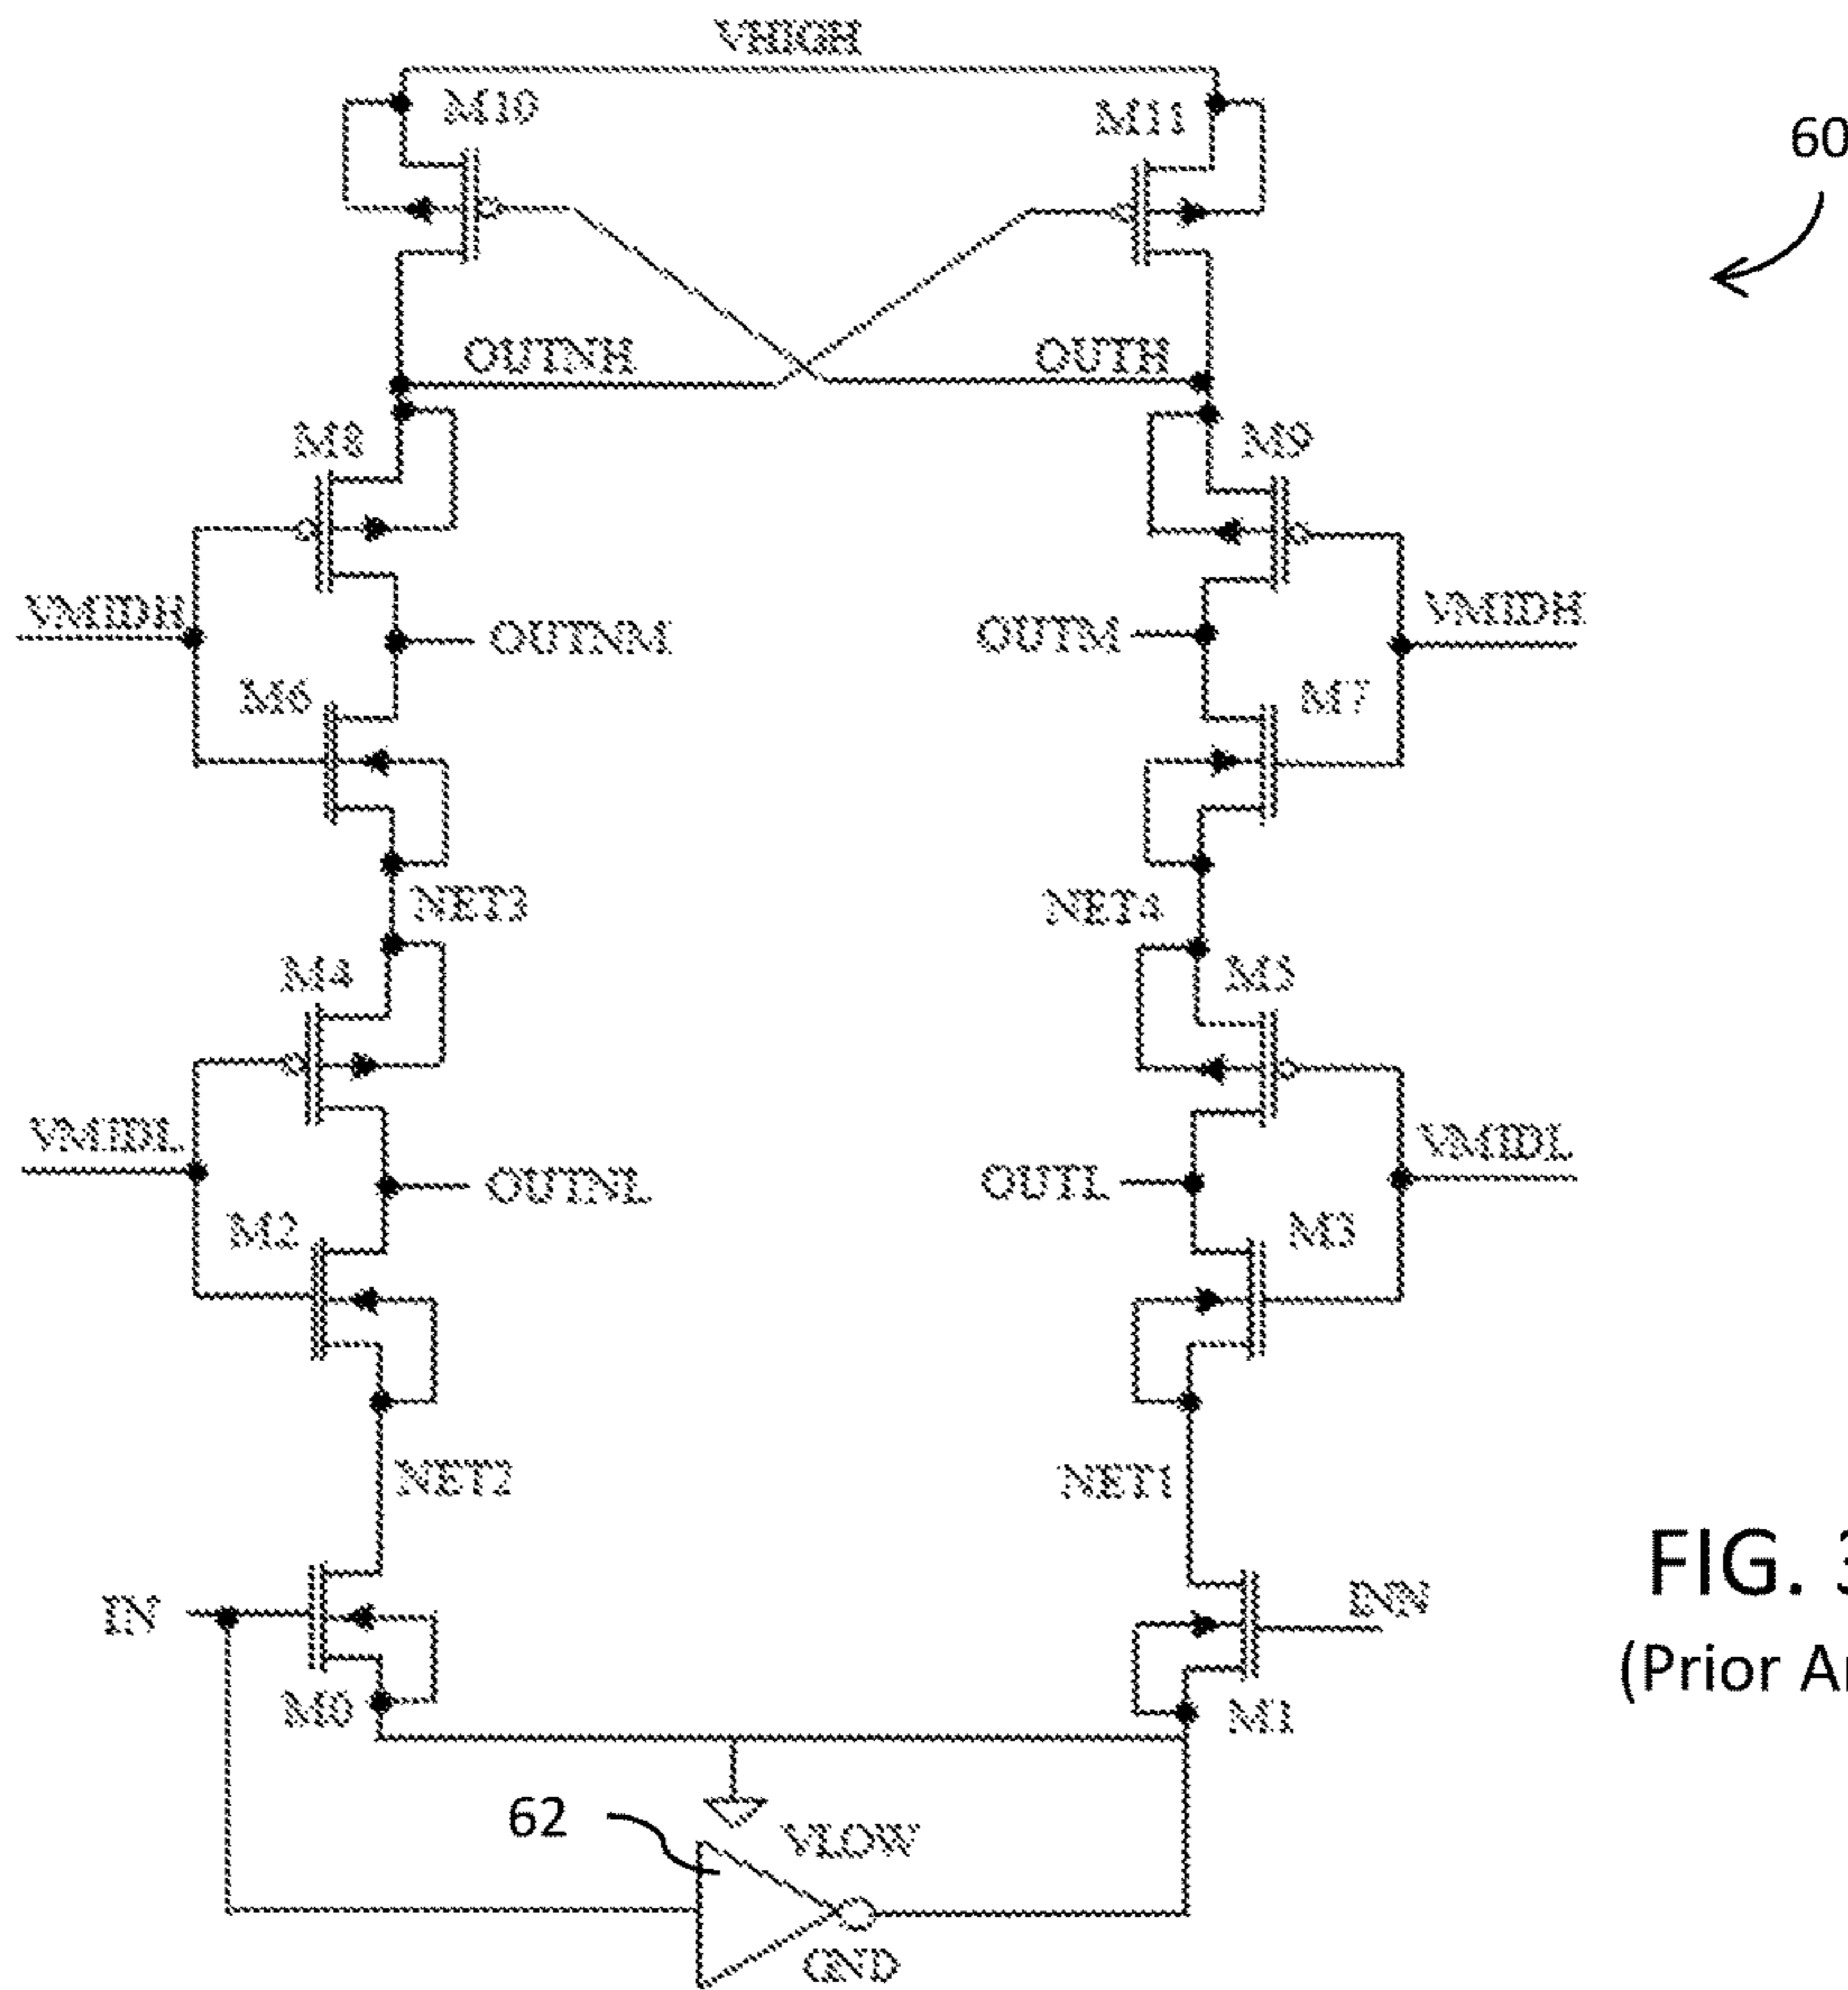 VHIGH
M10
M11
60
OUTNH
OUTH
M8
M9
VMIDH
OUTNM
OUTM
VMIDH
M6
M7
NET3
NET4
M4
M5
VMIDL
OUTNL
OUTL
VMIDL
M2
M3
NET2
NET1
IN
INN
FIG. 3
(Prior Ar
M0
M1
62
VLOW
GND